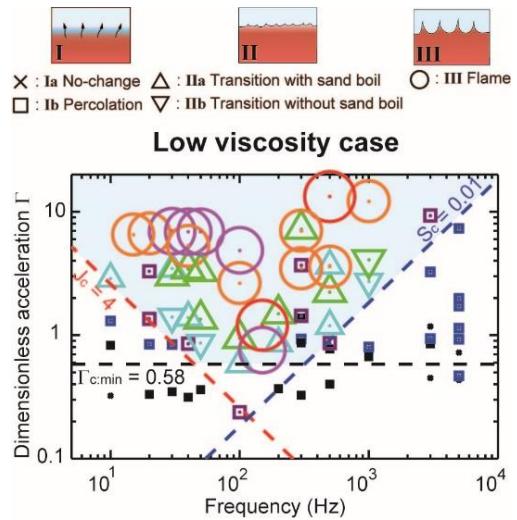 I
II
III
× : Ia No-change △ : IIa Transition with sand boil ○ : III Flame
□ : Ib Percolation ▽ : IIb Transition without sand boil
Low viscosity case
Dimensionless acceleration Γ
10
1
0.1
J_c = 4
S_c = 0.01
Γ_c:min = 0.58
10^1 10^2 10^3 10^4
Frequency (Hz)